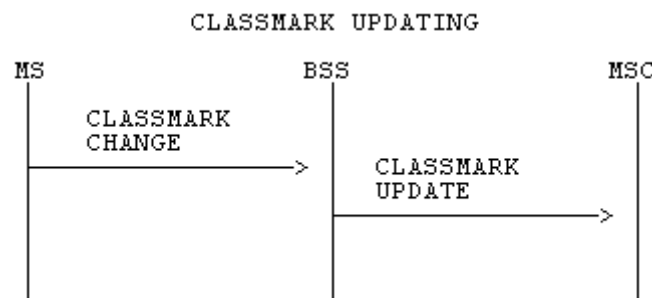 CLASSMARK UPDATING
MS BSS MSC
CLASSMARK
CHANGE
CLASSMARK
UPDATE